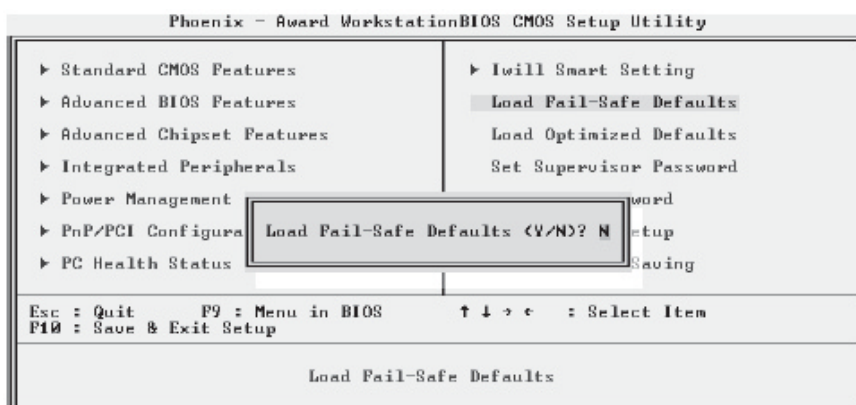 Phoenix - Award WorkstationBIOS CMOS Setup Utility
▶ Standard CMOS Features
▶ Advanced BIOS Features
▶ Advanced Chipset Features
▶ Integrated Peripherals
▶ Power Management
▶ PnP/PCI Configura
▶ PC Health Status
▶ Iwill Smart Setting
Load Fail-Safe Defaults
Load Optimized Defaults
Set Supervisor Password
word
etup
Saving
Load Fail-Safe Defaults (Y/N)? N
Esc : Quit F9 : Menu in BIOS ↑ ↓ → ← : Select Item
F10 : Save & Exit Setup
Load Fail-Safe Defaults